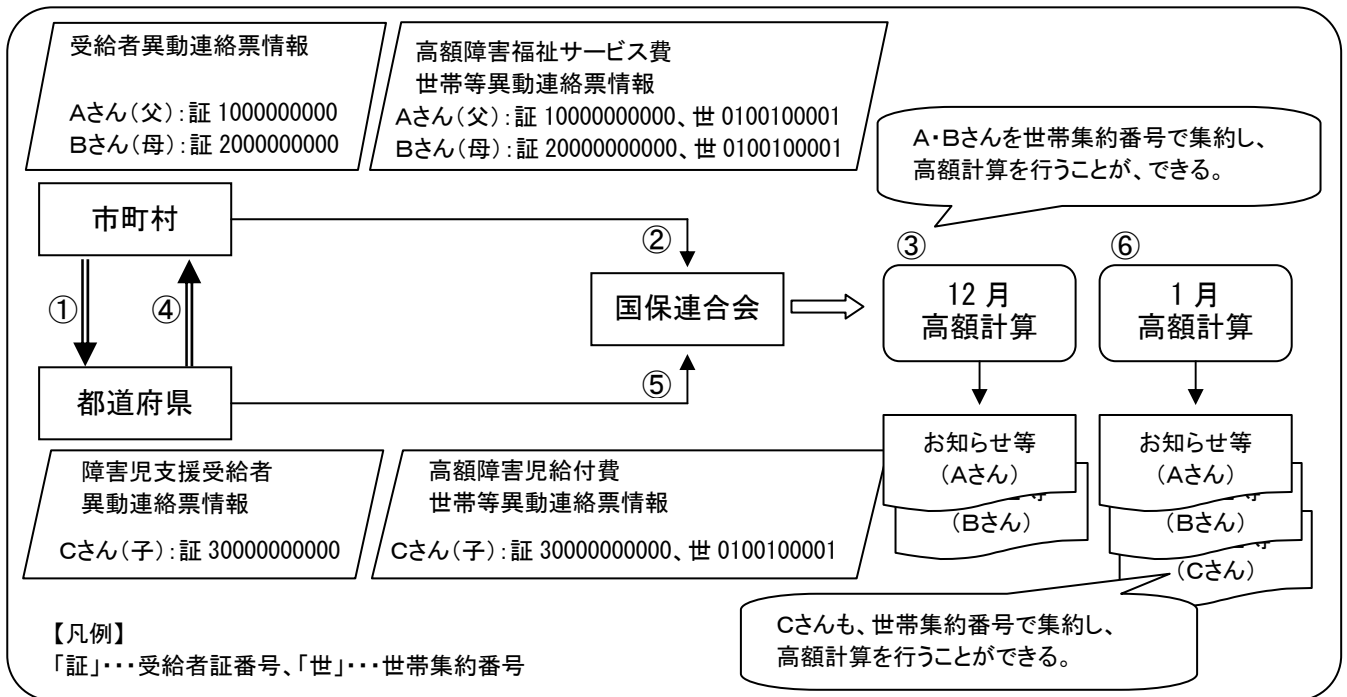 受給者異動連絡票情報
Aさん(父):証 1000000000
Bさん(母):証 2000000000
高額障害福祉サービス費
世帯等異動連絡票情報
Aさん(父):証 10000000000、世 0100100001
Bさん(母):証 20000000000、世 0100100001
A・Bさんを世帯集約番号で集約し、
高額計算を行うことが、できる。
市町村
②
③
⑥
①
④
国保連合会
12 月
高額計算
1 月
高額計算
都道府県
⑤
お知らせ等
(Aさん)
(Bさん)
お知らせ等
(Aさん)
(Bさん)
(Cさん)
障害児支援受給者
異動連絡票情報
Cさん(子):証 30000000000
高額障害児給付費
世帯等異動連絡票情報
Cさん(子):証 30000000000、世 0100100001
Cさんも、世帯集約番号で集約し、
高額計算を行うことができる。
【凡例】
「証」・・・受給者証番号、「世」・・・世帯集約番号